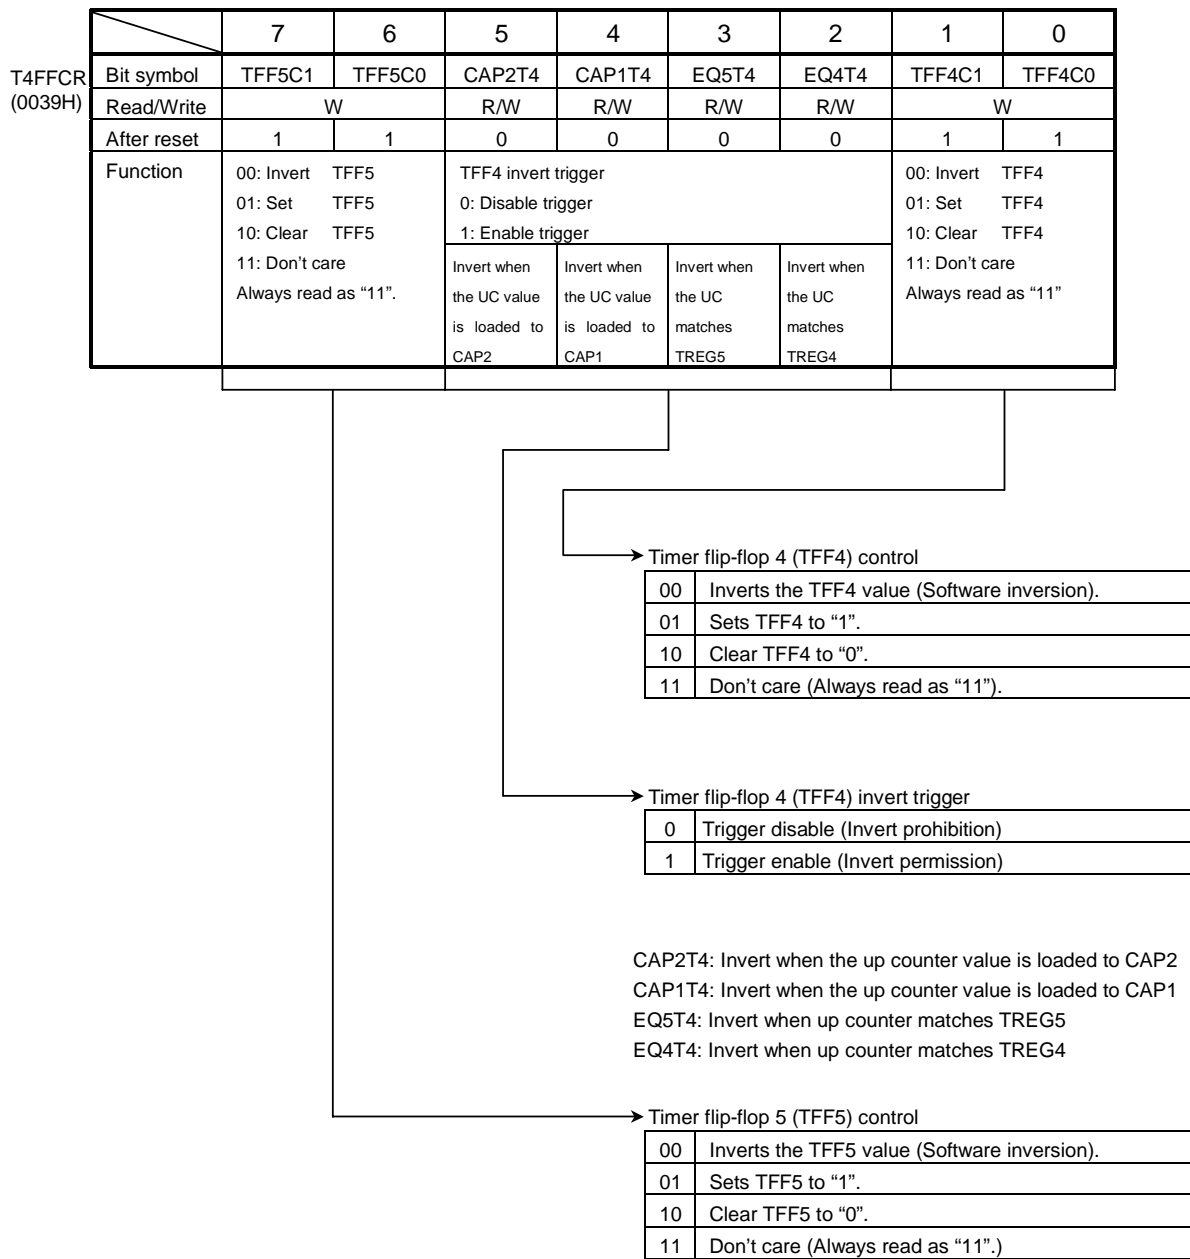 7 6 5 4 3 2 1 0
T4FFCR (0039H)
Bit symbol TFF5C1 TFF5C0 CAP2T4 CAP1T4 EQ5T4 EQ4T4 TFF4C1 TFF4C0
Read/Write W R/W R/W R/W R/W W
After reset 1 1 0 0 0 0 1 1
Function
00: Invert TFF5
01: Set TFF5
10: Clear TFF5
11: Don't care
Always read as “11”.
TFF4 invert trigger
0: Disable trigger
1: Enable trigger
Invert when
the UC value
is loaded to
CAP2
Invert when
the UC value
is loaded to
CAP1
Invert when
the UC
matches
TREG5
Invert when
the UC
matches
TREG4
00: Invert TFF4
01: Set TFF4
10: Clear TFF4
11: Don't care
Always read as “11”
Timer flip-flop 4 (TFF4) control
00 Inverts the TFF4 value (Software inversion).
01 Sets TFF4 to “1”.
10 Clear TFF4 to “0”.
11 Don't care (Always read as “11”).
Timer flip-flop 4 (TFF4) invert trigger
0 Trigger disable (Invert prohibition)
1 Trigger enable (Invert permission)
CAP2T4: Invert when the up counter value is loaded to CAP2
CAP1T4: Invert when the up counter value is loaded to CAP1
EQ5T4: Invert when up counter matches TREG5
EQ4T4: Invert when up counter matches TREG4
Timer flip-flop 5 (TFF5) control
00 Inverts the TFF5 value (Software inversion).
01 Sets TFF5 to “1”.
10 Clear TFF5 to “0”.
11 Don't care (Always read as “11”.)